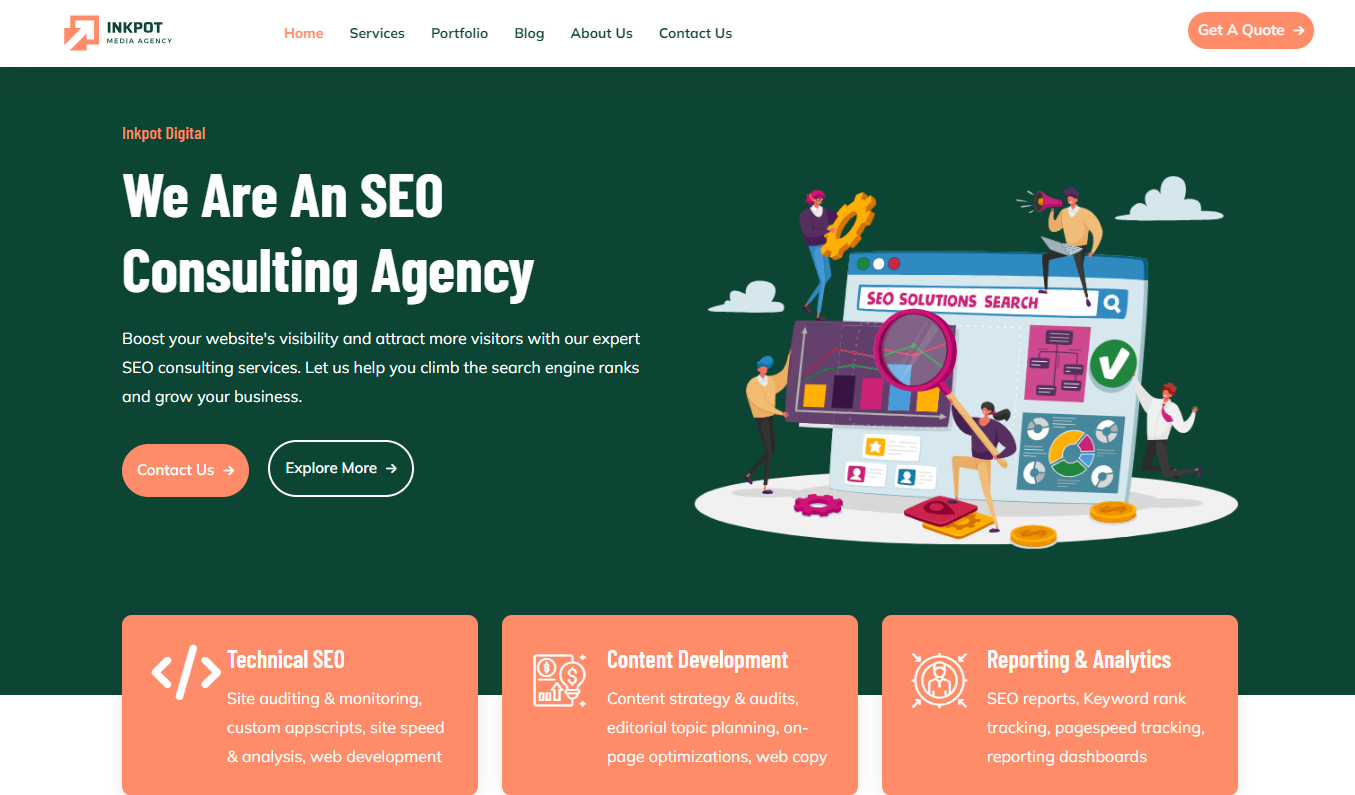 INKPOT
MEDIA AGENCY
Home
Services
Portfolio
Blog
About Us
Contact Us
Get A Quote
Inkpot Digital
We Are An SEO
Consulting Agency
Boost your website's visibility and attract more visitors with our expert
SEO consulting services. Let us help you climb the search engine ranks
and grow your business.
Contact Us
Explore More
SEO SOLUTIONS SEARCH
Technical SEO
Site auditing & monitoring,
custom appscripts, site speed
& analysis, web development
Content Development
Content strategy & audits,
editorial topic planning, on-
page optimizations, web copy
Reporting & Analytics
SEO reports, Keyword rank
tracking, pagespeed tracking,
reporting dashboards